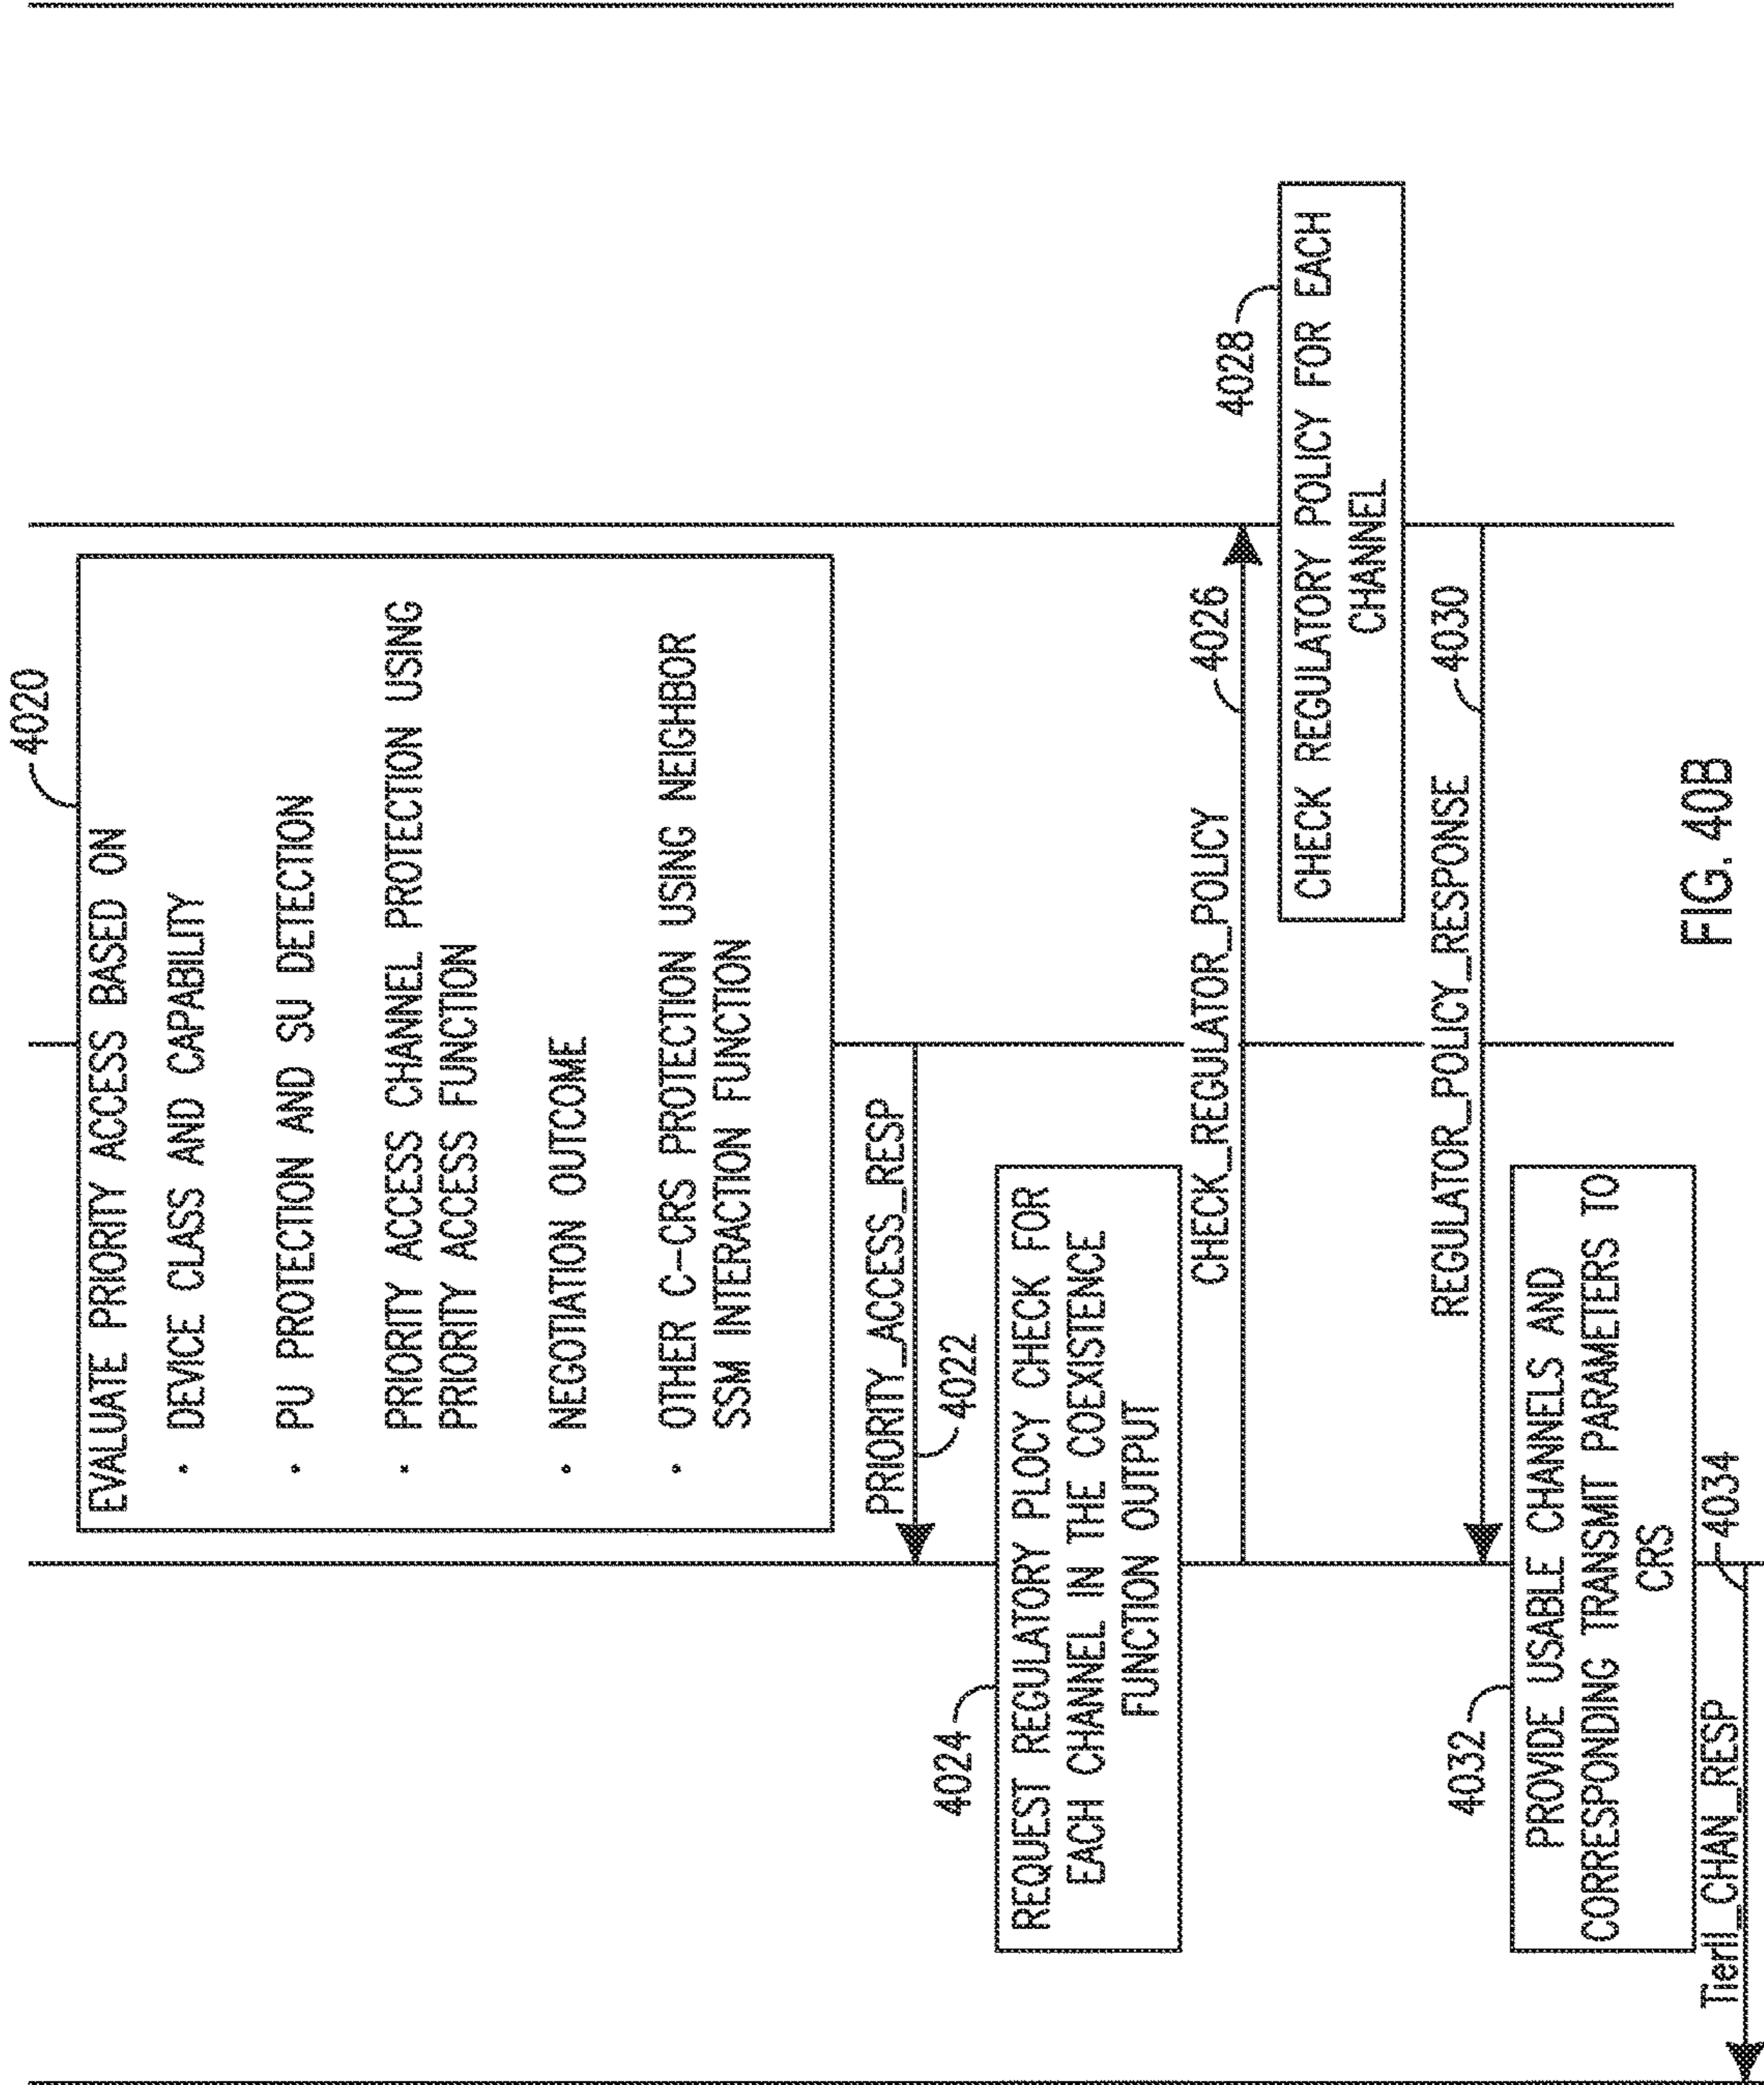 4020
EVALUATE PRIORITY ACCESS BASED ON
• DEVICE CLASS AND CAPABILITY
• PU PROTECTION AND SU DETECTION
• PRIORITY ACCESS CHANNEL PROTECTION USING
PRIORITY ACCESS FUNCTION
• NEGOTIATION OUTCOME
• OTHER C-CRS PROTECTION USING NEIGHBOR
SSM INTERACTION FUNCTION
PRIORITY_ACCESS_RESP
4022
4024
REQUEST REGULATORY PLOCY CHECK FOR
EACH CHANNEL IN THE COEXISTENCE
FUNCTION OUTPUT
CHECK_REGULATOR_POLICY
4026
4028
CHECK REGULATORY POLICY FOR EACH
CHANNEL
REGULATOR_POLICY_RESPONSE
4030
4032
PROVIDE USABLE CHANNELS AND
CORRESPONDING TRANSMIT PARAMETERS TO
CRS
TierII_CHAN_RESP
4034
FIG. 40B